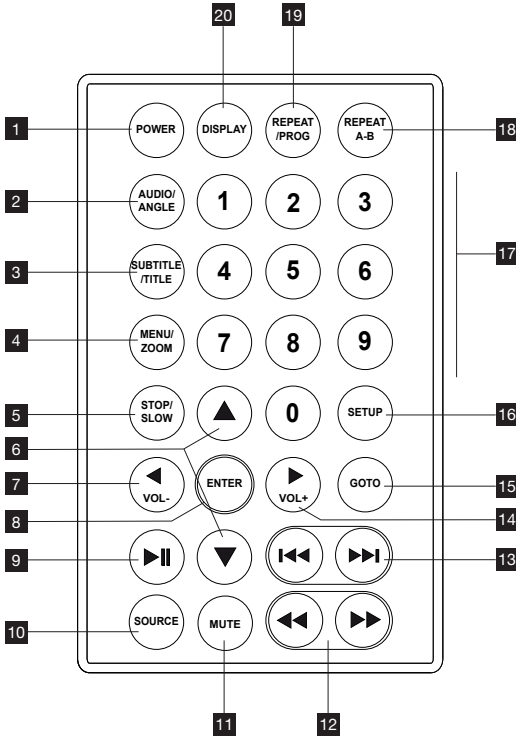 20 19
1 POWER DISPLAY REPEAT /PROG REPEAT A-B 18
2 AUDIO/ ANGLE 1 2 3
17
3 SUBTITLE /TITLE 4 5 6
4 MENU/ ZOOM 7 8 9
5 STOP/ SLOW 0 SETUP 16
6
7 VOL- ENTER VOL+ GOTO 15
8 14
9 13
10 SOURCE MUTE
11 12